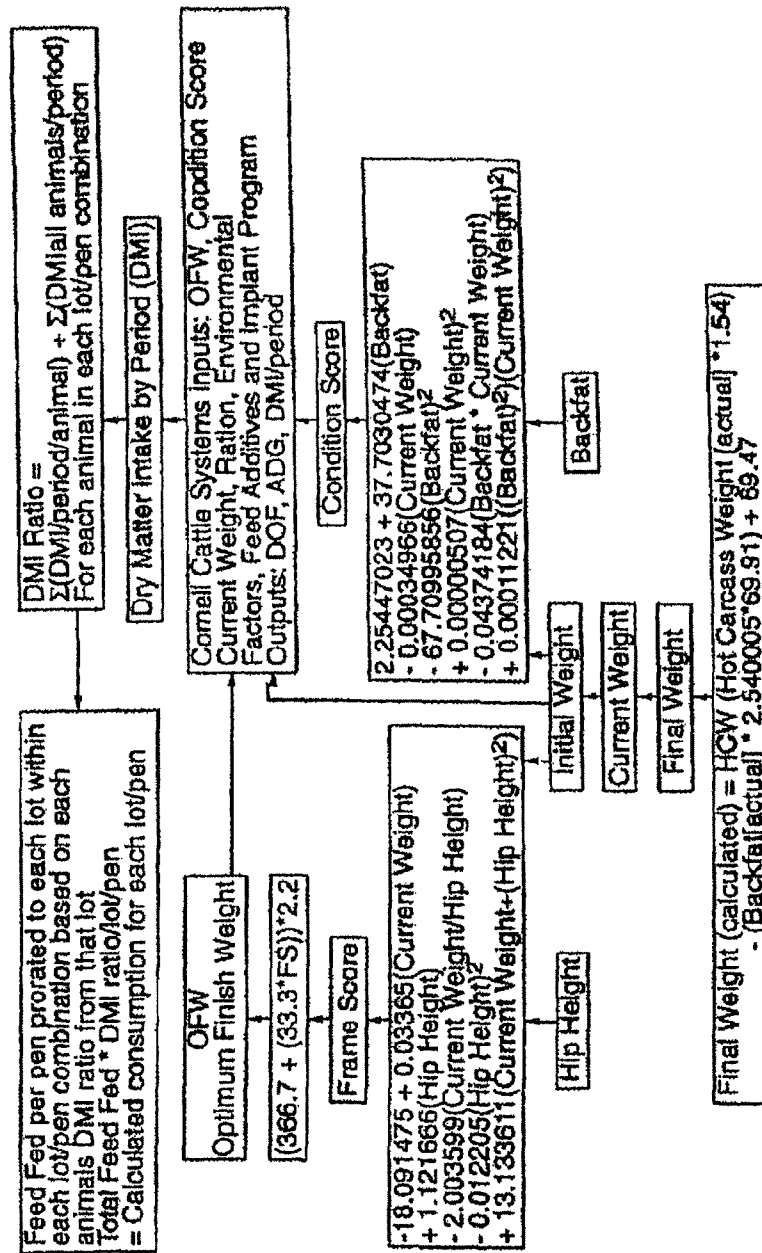 Feed Fed per pen prorated to each lot within
each lot/pen combination based on each
animals DMI ratio from that lot
Total Feed Fed * DMI ratio/lot/pen
= Calculated consumption for each lot/pen
DMI Ratio =
Σ(DMI/period/animal) + Σ(DMIall animals/period)
For each animal in each lot/pen combination
Dry Matter Intake by Period (DMI)
OFW
Optimum Finish Weight
Cornell Cattle Systems Inputs: OFW, Condition Score
Current Weight, Ration, Environmental
Factors, Feed Additives and Implant Program
Outputs: DOF, ADG, DMI/period
(366.7 + (33.3*FS))*2.2
Frame Score
Condition Score
-18.091475 + 0.03365(Current Weight)
+ 1.121666(Hip Height)
- 2.003599(Current Weight/Hip Height)
- 0.012205(Hip Height)²
+ 13.133611(Current Weight+(Hip Height)²)
2.25447023 + 37.7030474(Backfat)
- 0.00034966(Current Weight)
- 67.70995856(Backfat)²
+ 0.00000507(Current Weight)²
- 0.04374184(Backfat * Current Weight)
+ 0.00011221((Backfat)²)(Current Weight)²)
Hip Height
Initial Weight
Current Weight
Final Weight
Backfat
Final Weight (calculated) = HCW (Hot Carcass Weight [actual] *1.54)
- (Backfat[actual] * 2.540005*69.91) + 69.47